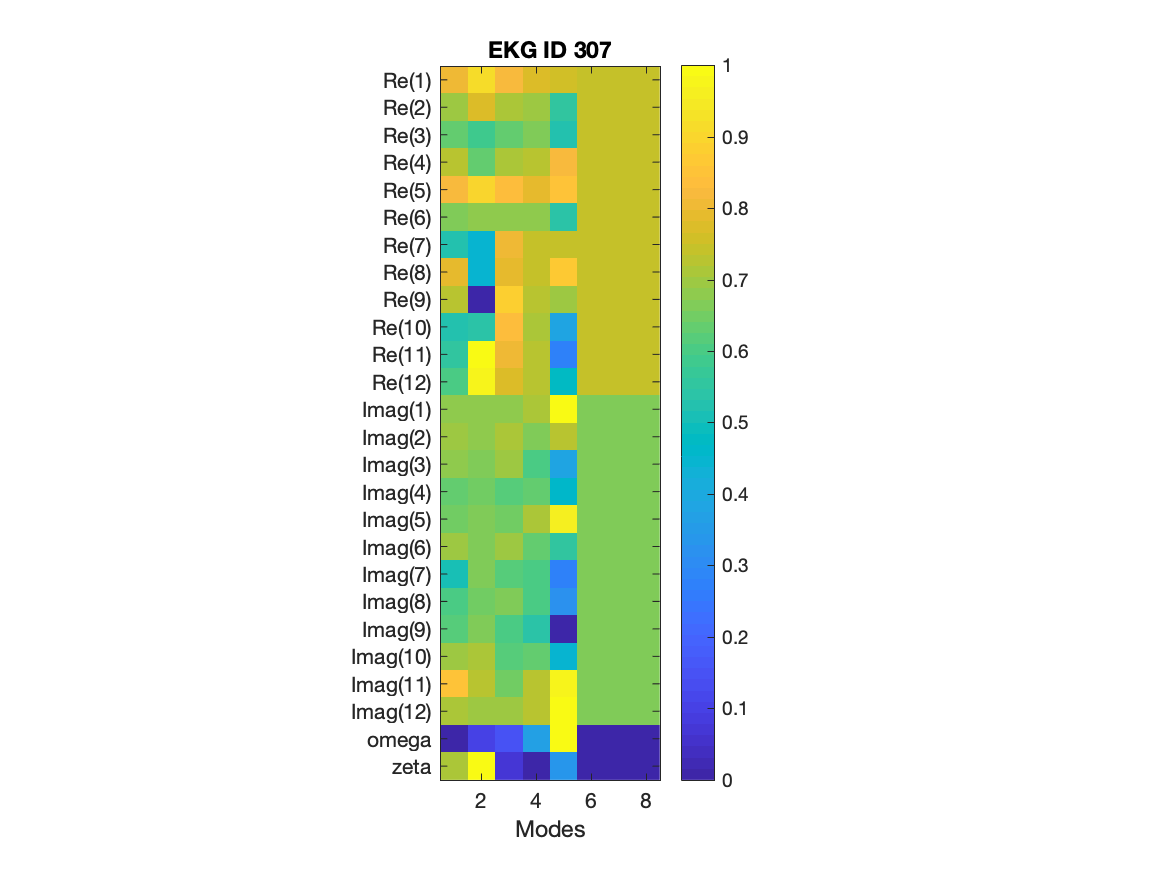 EKG ID 307
Re(1)
Re(2)
Re(3)
Re(4)
Re(5)
Re(6)
Re(7)
Re(8)
Re(9)
Re(10)
Re(11)
Re(12)
Imag(1)
Imag(2)
Imag(3)
Imag(4)
Imag(5)
Imag(6)
Imag(7)
Imag(8)
Imag(9)
Imag(10)
Imag(11)
Imag(12)
omega
zeta
2 4 6 8
Modes
1
0.9
0.8
0.7
0.6
0.5
0.4
0.3
0.2
0.1
0